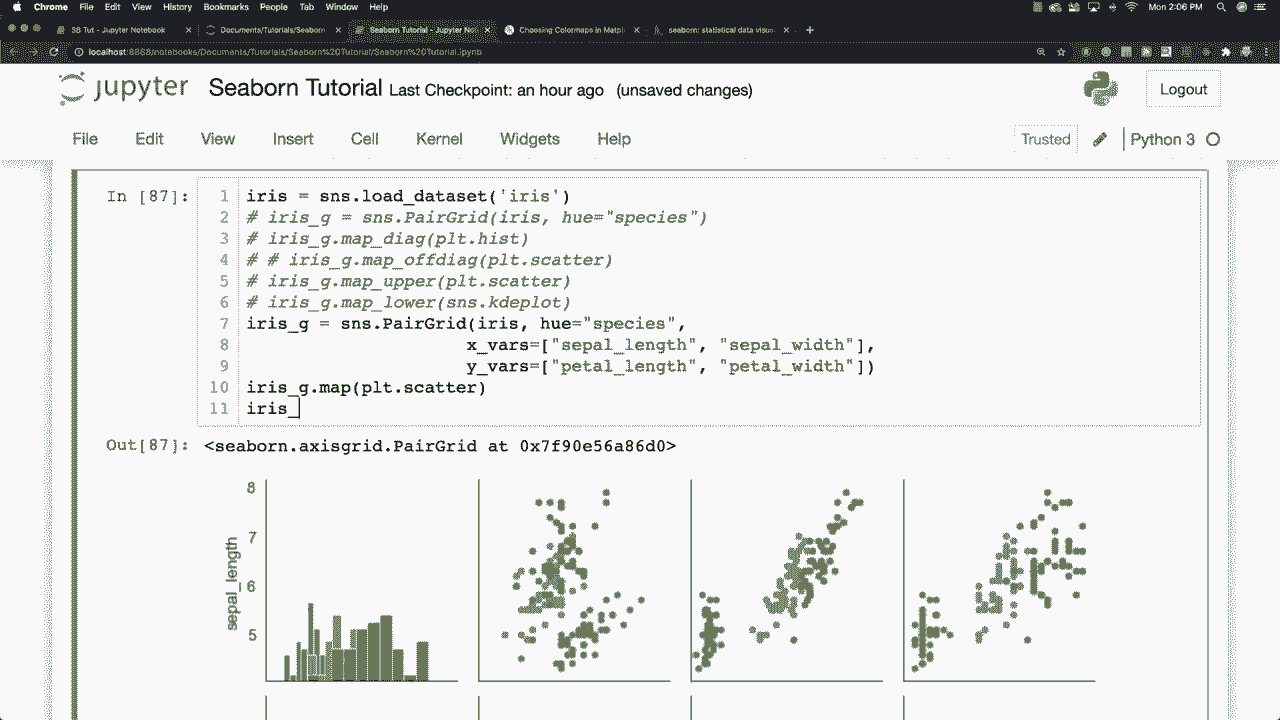 Chrome File Edit View History Bookmarks People Tab Window Help Mon 2:06 PM
SB Tut - Jupyter Notebook Documents/Tutorials/Seaborn Seaborn Tutorial - Jupyter Not Choosing Colormaps in Matpl seaborn: statistical data visua
localhost:8888/notebooks/Documents/Tutorials/Seaborn%20Tutorial/Seaborn%20Tutorial.ipynb
jupyter Seaborn Tutorial Last Checkpoint: an hour ago (unsaved changes) Logout
File Edit View Insert Cell Kernel Widgets Help Trusted Python 3
In [87]: 1 iris = sns.load_dataset('iris')
2 # iris_g = sns.PairGrid(iris, hue="species")
3 # iris_g.map_diag(plt.hist)
4 # # iris_g.map_offdiag(plt.scatter)
5 # iris_g.map_upper(plt.scatter)
6 # iris_g.map_lower(sns.kdeplot)
7 iris_g = sns.PairGrid(iris, hue="species",
8 x_vars=["sepal_length", "sepal_width"],
9 y_vars=["petal_length", "petal_width"])
10 iris_g.map(plt.scatter)
11 iris_
Out[87]: <seaborn.axisgrid.PairGrid at 0x7f90e56a86d0>
8
7
6
5
sepal_length